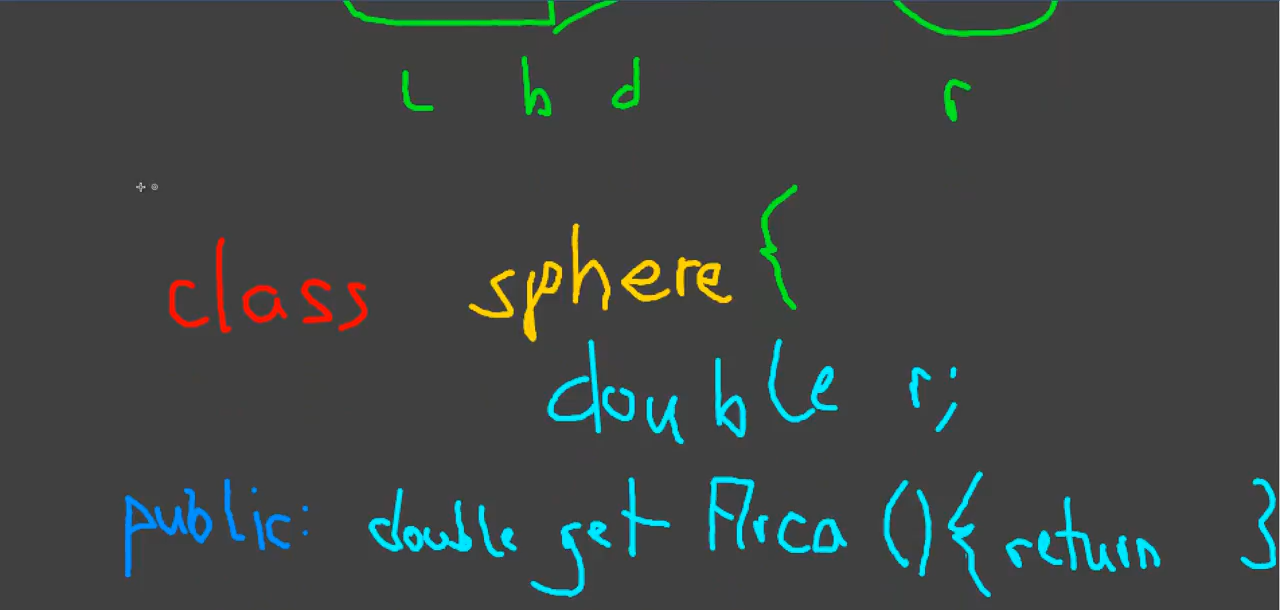 L b d r
class sphere {
double r;
public: double get Area () { return }